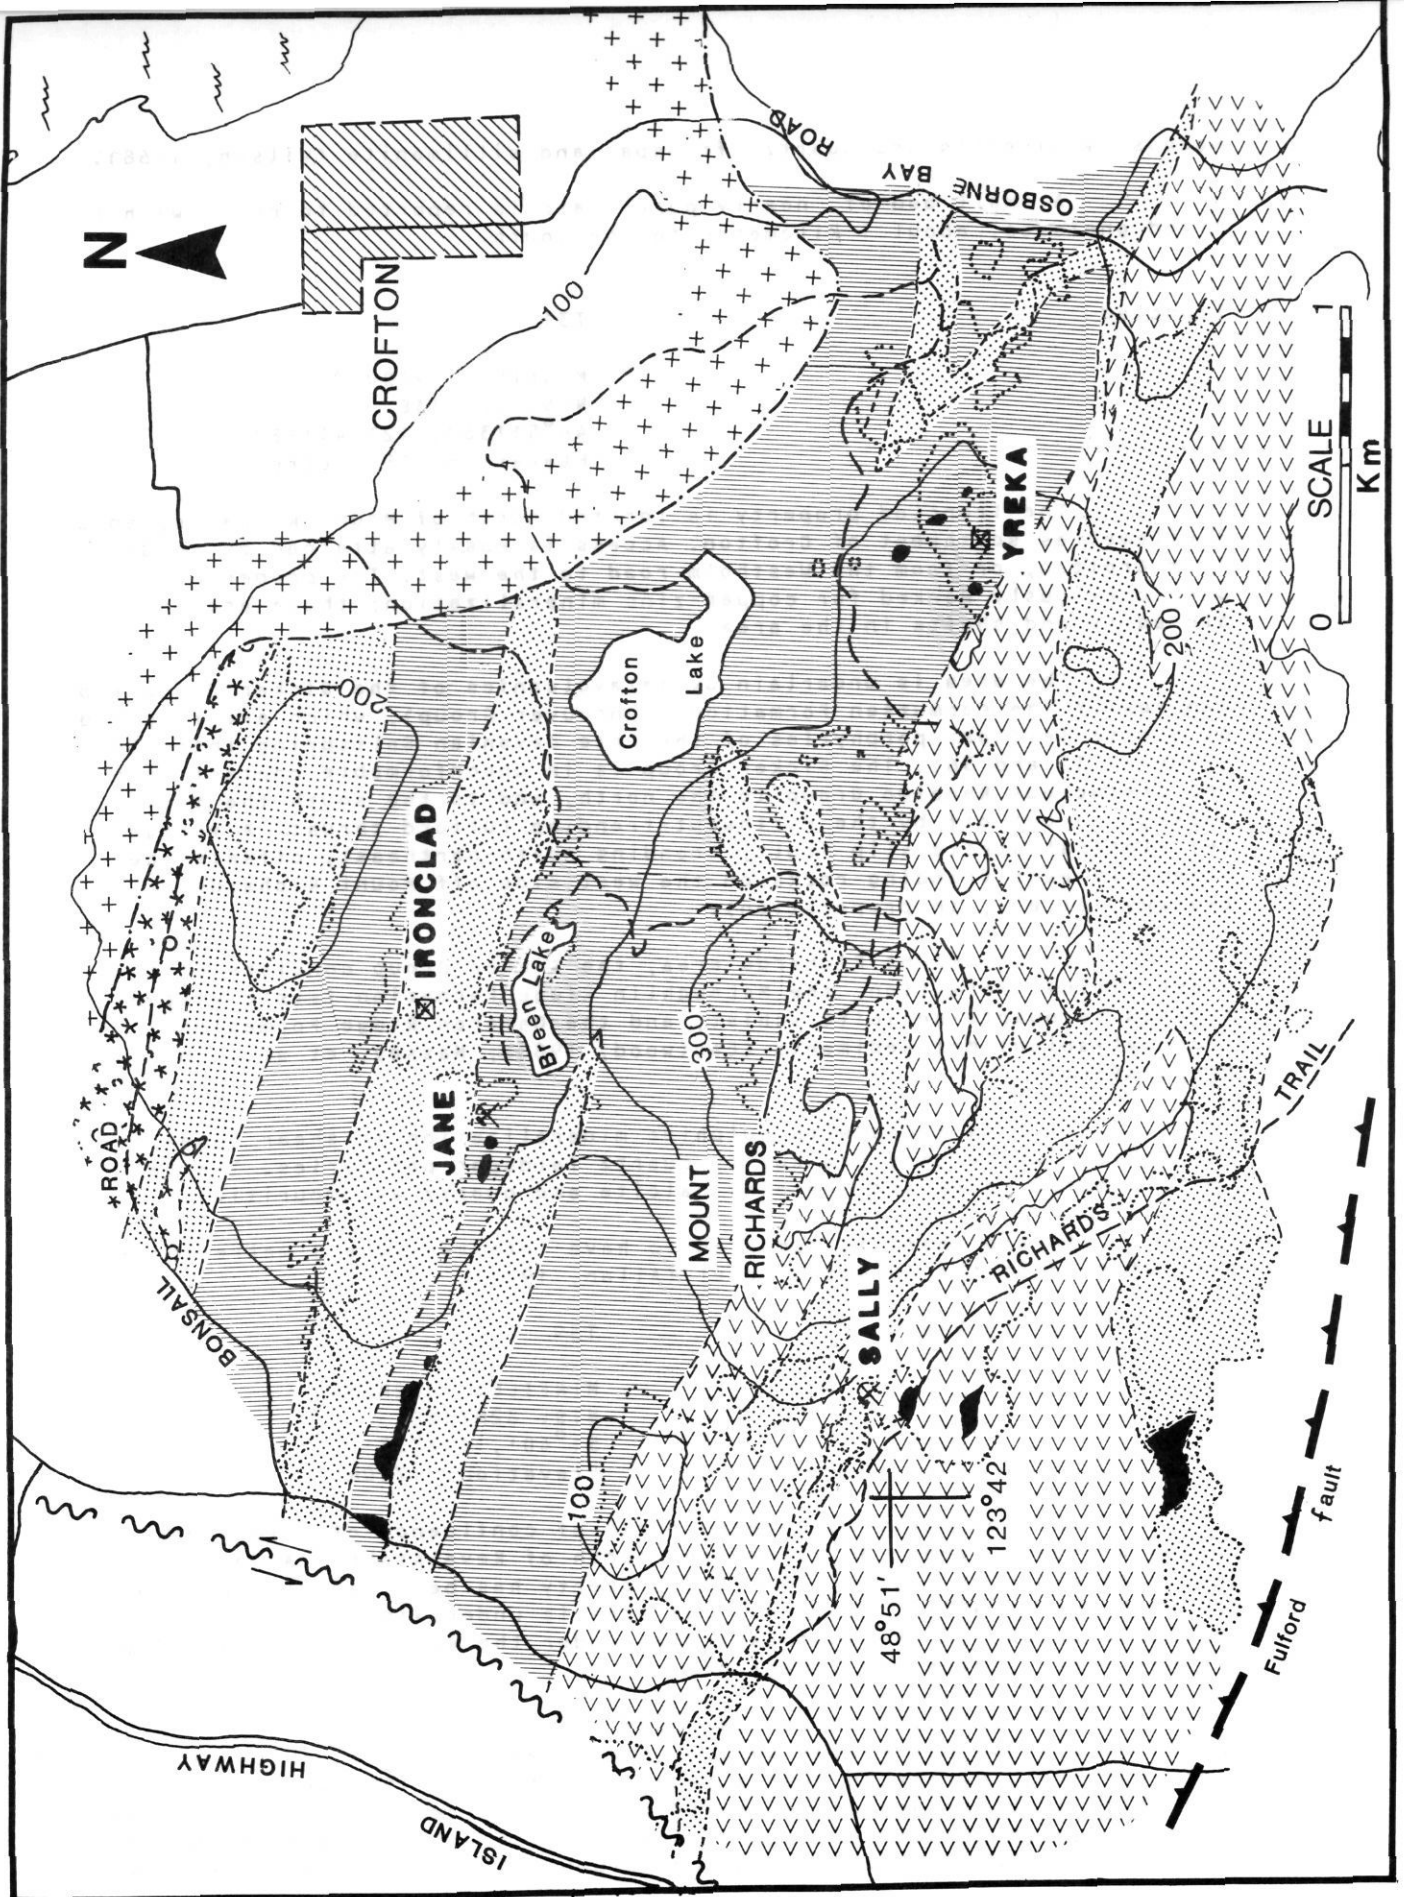 N
CROFTON
100
OSBORNE BAY ROAD
200
IRONCLAD
Crofton
Lake
YREKA
SCALE
0 1
Km
JANE
Breen Lake
300
200
ROAD
BONSALL
MOUNT
RICHARDS
SALLY
RICHARDS
TRAIL
100
48°51'
123°42'
Fulford fault
ISLAND HIGHWAY